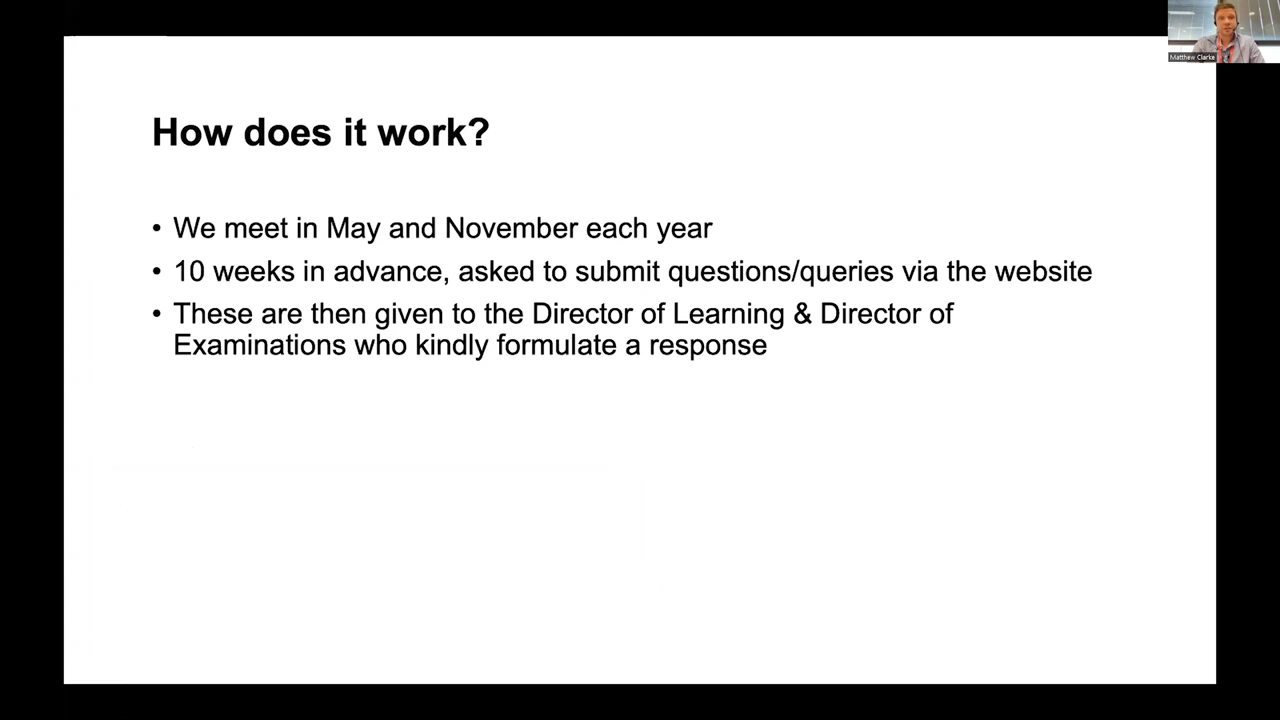 Matthew Clarke
How does it work?
• We meet in May and November each year
• 10 weeks in advance, asked to submit questions/queries via the website
• These are then given to the Director of Learning & Director of
Examinations who kindly formulate a response